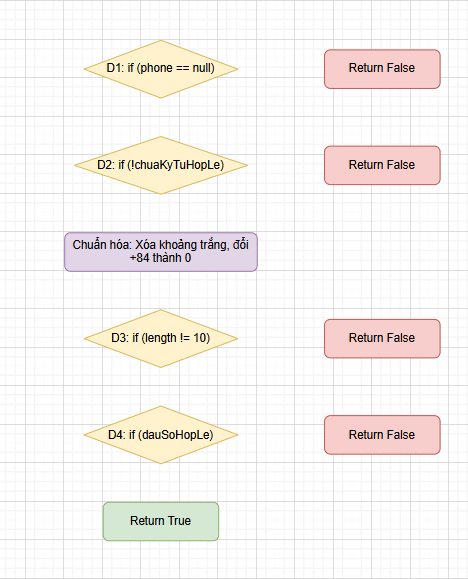 D1: if (phone == null)
Return False
D2: if (!chuaKyTuHopLe)
Return False
Chuẩn hóa: Xóa khoảng trắng, đổi
+84 thành 0
D3: if (length != 10)
Return False
D4: if (dauSoHopLe)
Return False
Return True